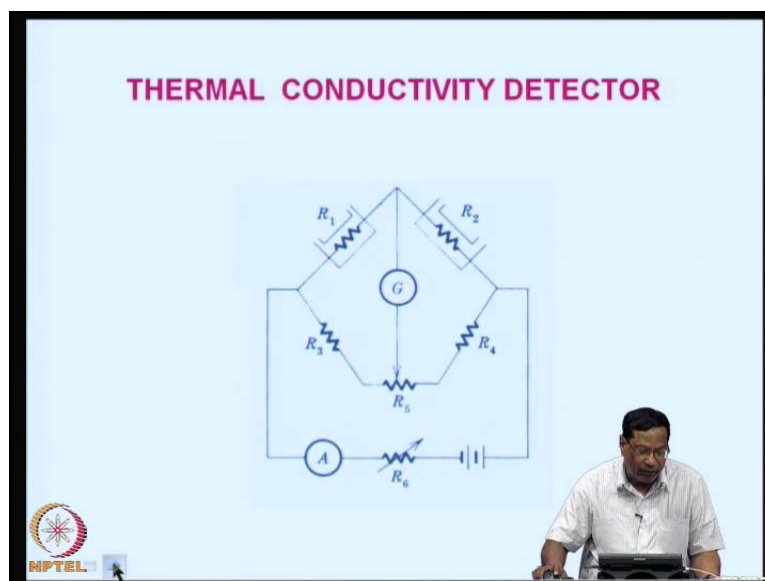 THERMAL CONDUCTIVITY DETECTOR
R₁ R₂
G
R₃ R₄
R₅
A
R₆
NPTEL